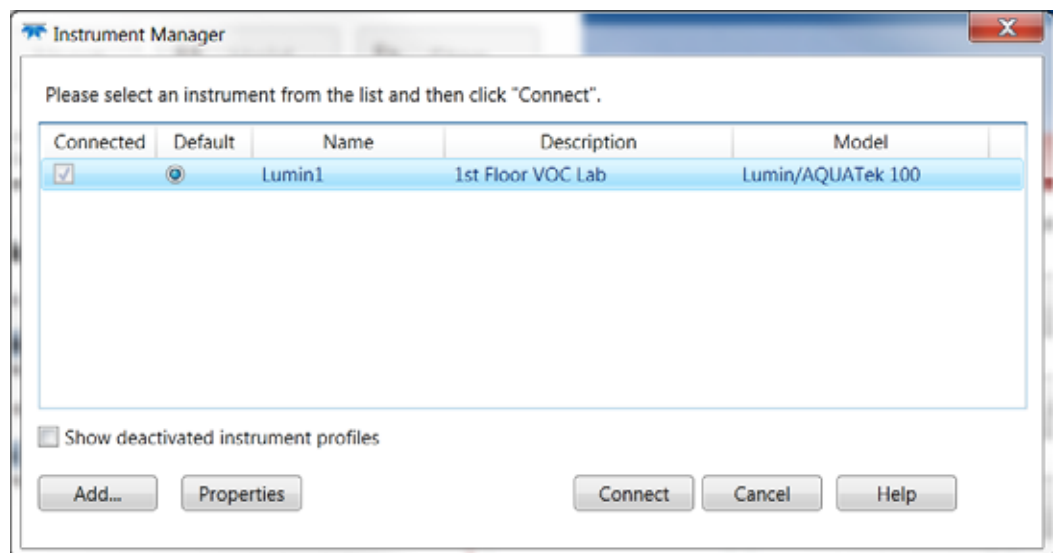 Instrument Manager
Please select an instrument from the list and then click "Connect".
Connected Default Name Description Model
Lumin1 1st Floor VOC Lab Lumin/AQUATek 100
Show deactivated instrument profiles
Add... Properties Connect Cancel Help